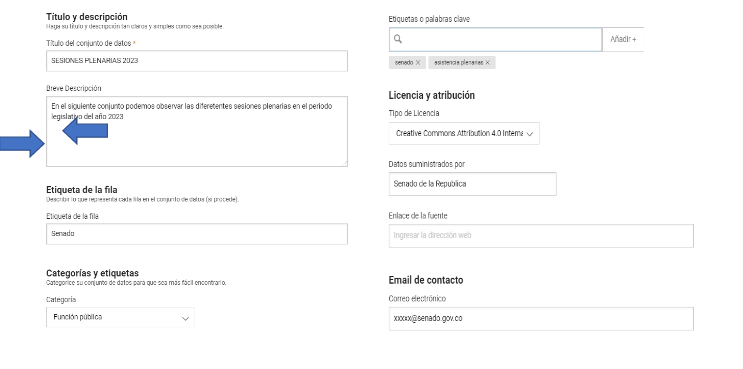 Título y descripción
Haga su título y descripción tan claros y simples como sea posible.
Título del conjunto de datos *
SESIONES PLENARIAS 2023
Breve Descripción
En el siguiente conjunto podemos observar las diferetentes sesiones plenarias en el periodo
legislativo del año 2023
Etiqueta de la fila
Describir lo que representa cada fila en el conjunto de datos (si procede).
Etiqueta de la fila
Senado
Categorías y etiquetas
Categorice su conjunto de datos para que sea más fácil encontrarlo.
Categoría
Función pública
Etiquetas o palabras clave
Añadir +
senado ✕ asistencia plenarias ✕
Licencia y atribución
Tipo de Licencia
Creative Commons Attribution 4.0 Interna
Datos suministrados por
Senado de la Republica
Enlace de la fuente
Ingresar la dirección web
Email de contacto
Correo electrónico
xxxxx@senado.gov.co